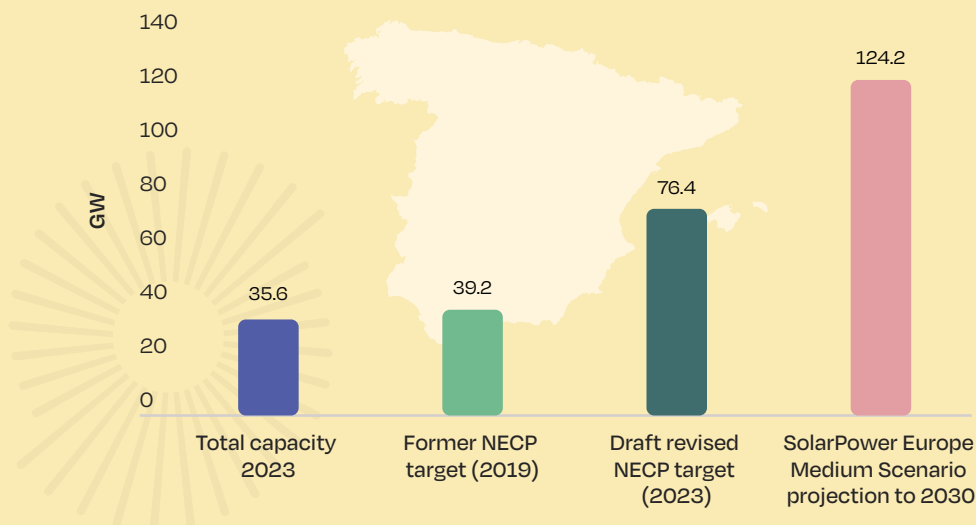 140
120
100
80
60
40
20
0
GW
35.6
39.2
76.4
124.2
Total capacity
2023
Former NECP
target (2019)
Draft revised
NECP target
(2023)
SolarPower Europe
Medium Scenario
projection to 2030